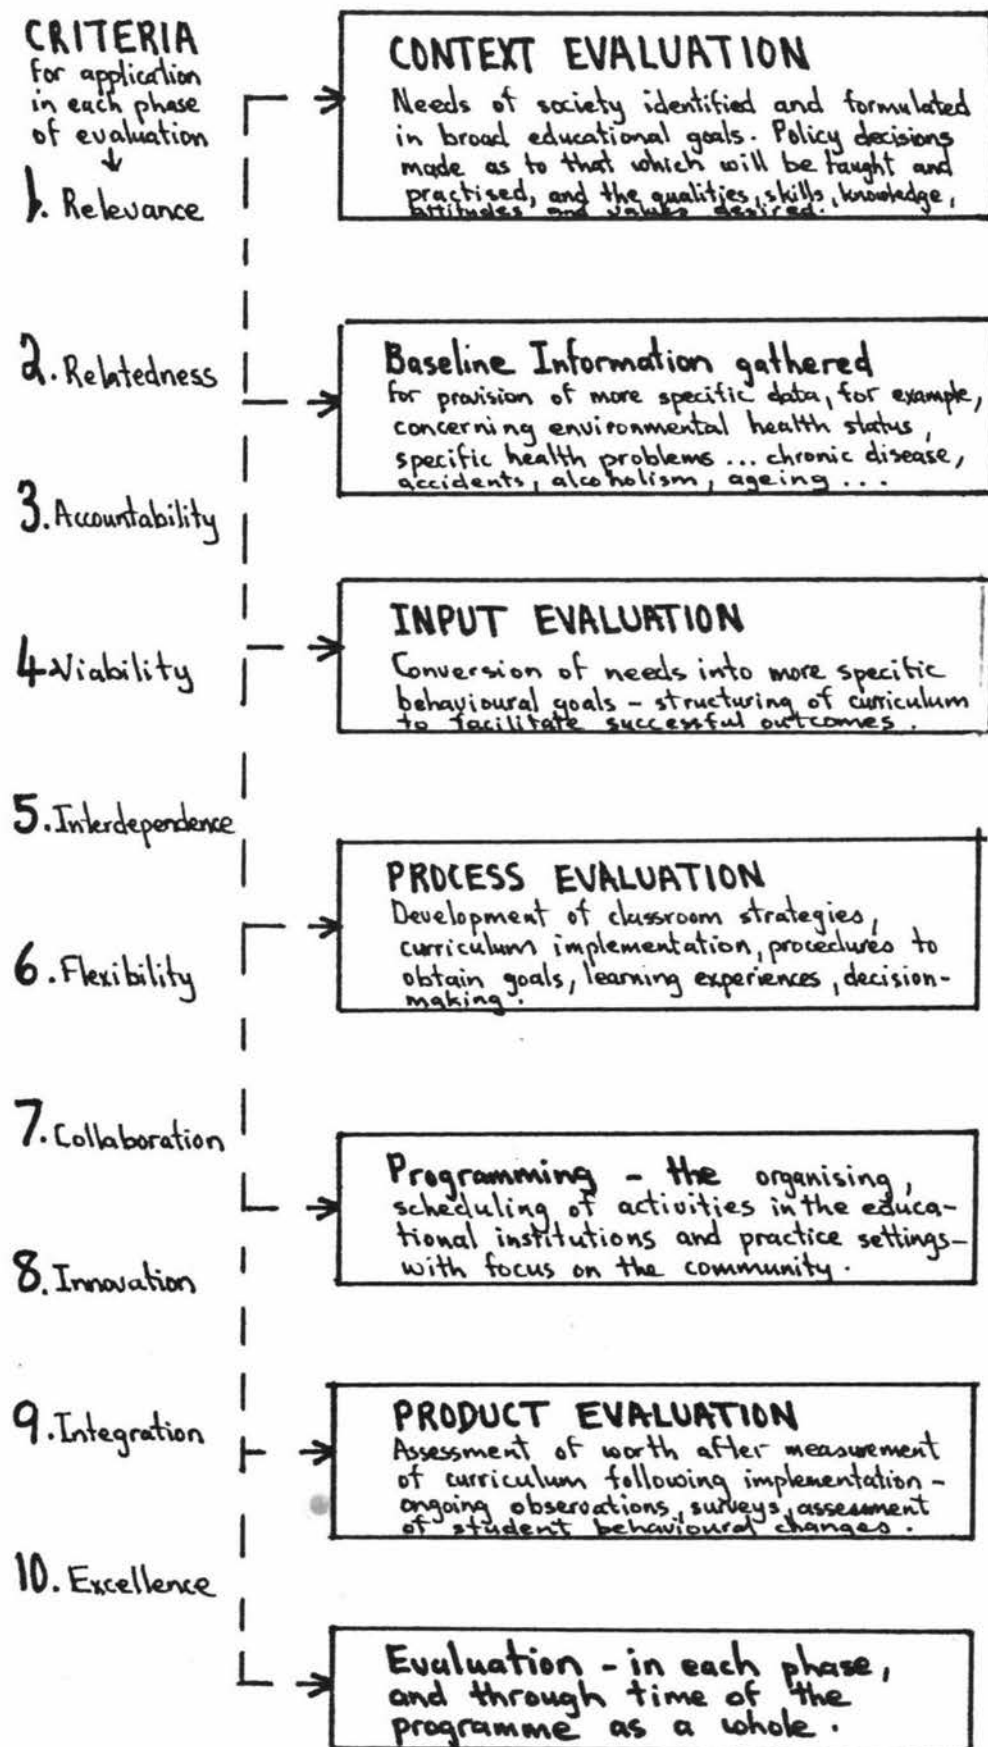 CRITERIA
for application
in each phase
of evaluation
1. Relevance
2. Relatedness
3. Accountability
4. Viability
5. Interdependence
6. Flexibility
7. Collaboration
8. Innovation
9. Integration
10. Excellence
CONTEXT EVALUATION
Needs of society identified and formulated
in broad educational goals. Policy decisions
made as to that which will be taught and
practised, and the qualities, skills, knowledge,
attitudes and values desired.
Baseline Information gathered
for provision of more specific data, for example,
concerning environmental health status,
specific health problems ... chronic disease,
accidents, alcoholism, ageing ...
INPUT EVALUATION
Conversion of needs into more specific
behavioural goals - structuring of curriculum
to facilitate successful outcomes.
PROCESS EVALUATION
Development of classroom strategies,
curriculum implementation, procedures to
obtain goals, learning experiences, decision-
making.
Programming - the organising,
scheduling of activities in the educa-
tional institutions and practice settings-
with focus on the community.
PRODUCT EVALUATION
Assessment of worth after measurement
of curriculum following implementation -
ongoing observations, surveys, assessment
of student behavioural changes.
Evaluation - in each phase,
and through time of the
programme as a whole.